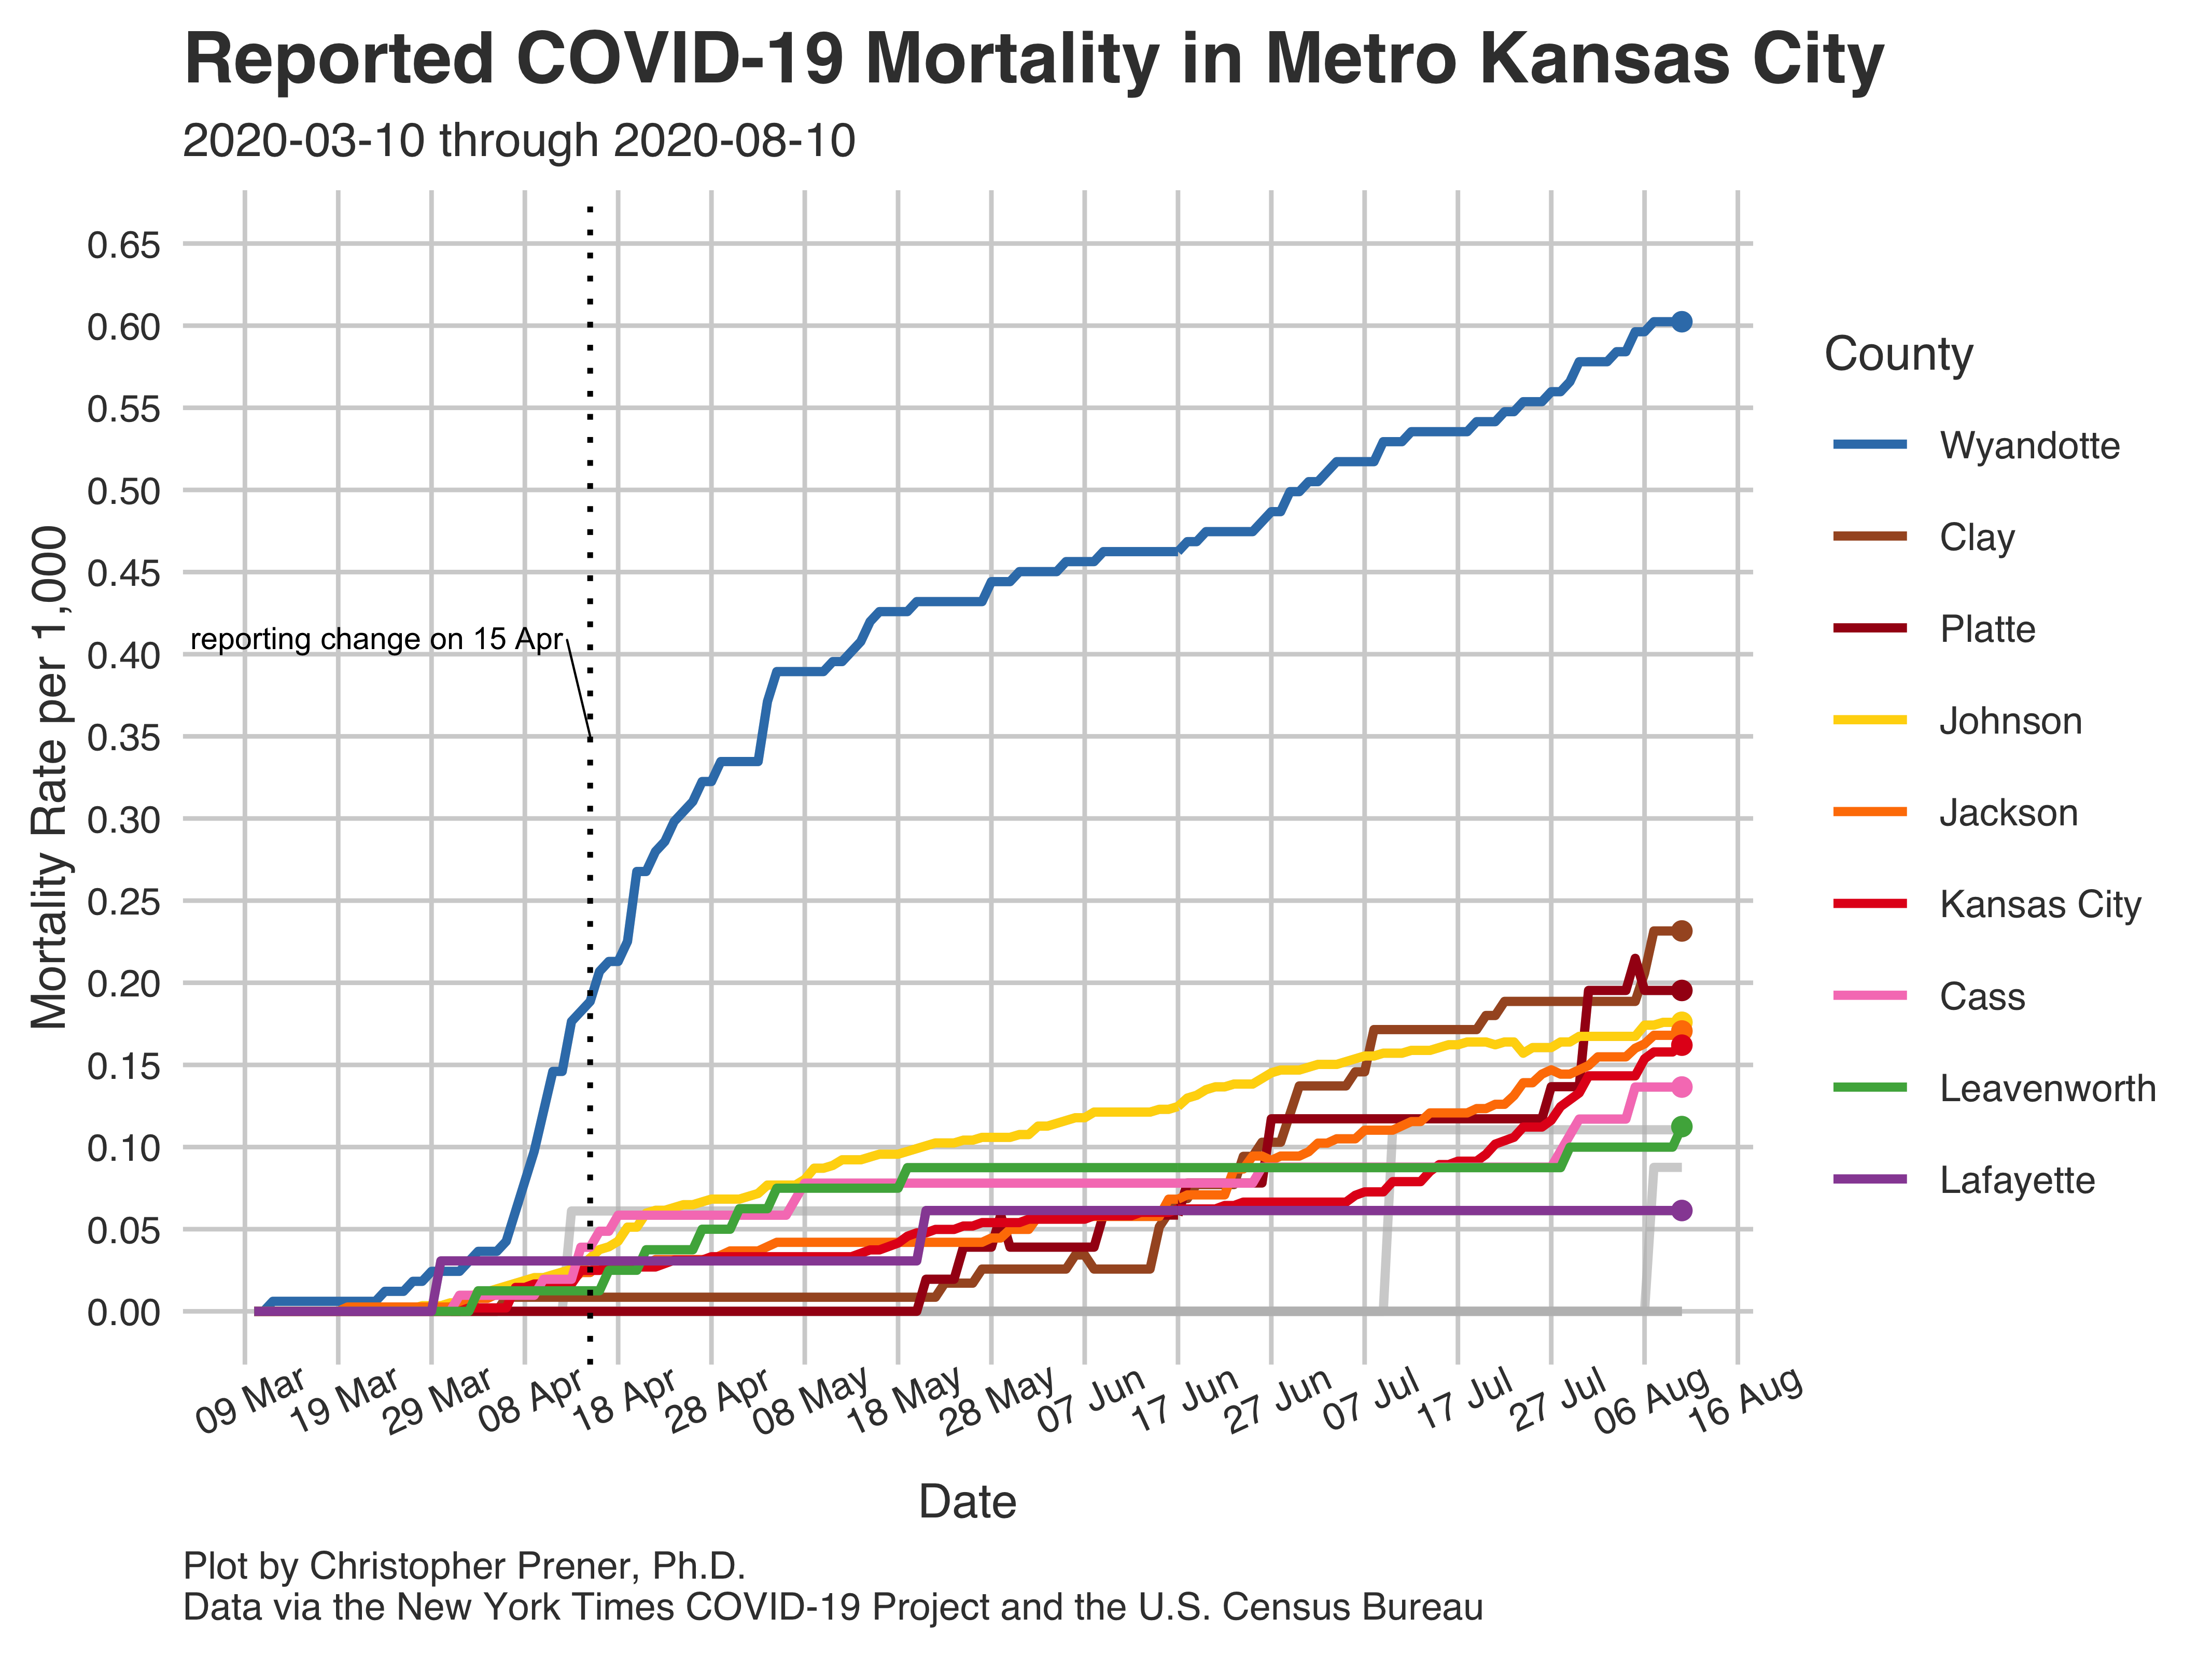 Reported COVID-19 Mortality in Metro Kansas City
2020-03-10 through 2020-08-10
Mortality Rate per 1,000
0.65
0.60
0.55
0.50
0.45
0.40
0.35
0.30
0.25
0.20
0.15
0.10
0.05
0.00
reporting change on 15 Apr
09 Mar
19 Mar
29 Mar
08 Apr
18 Apr
28 Apr
08 May
18 May
28 May
07 Jun
17 Jun
27 Jun
07 Jul
17 Jul
27 Jul
06 Aug
16 Aug
Date
County
Wyandotte
Clay
Platte
Johnson
Jackson
Kansas City
Cass
Leavenworth
Lafayette
Plot by Christopher Prener, Ph.D.
Data via the New York Times COVID-19 Project and the U.S. Census Bureau